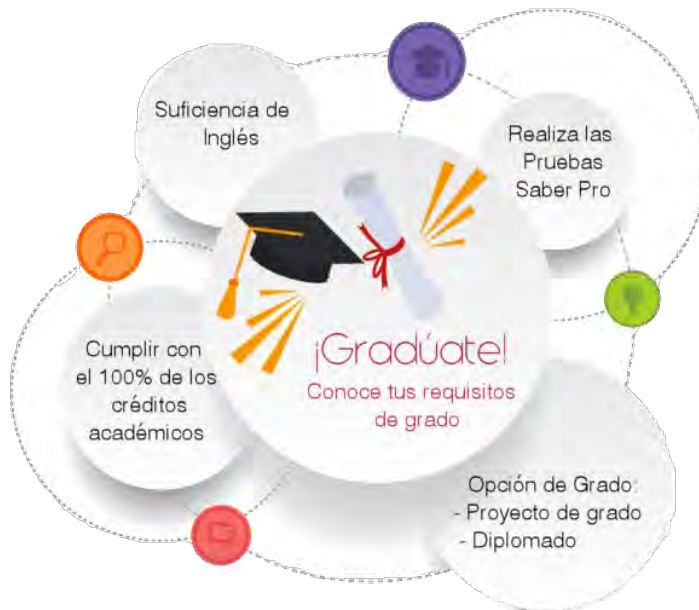 Suficiencia de
Inglés
Realiza las
Pruebas
Saber Pro
¡Gradúate!
Conoce tus requisitos
de grado
Cumplir con
el 100% de los
créditos
académicos
Opción de Grado:
- Proyecto de grado
- Diplomado